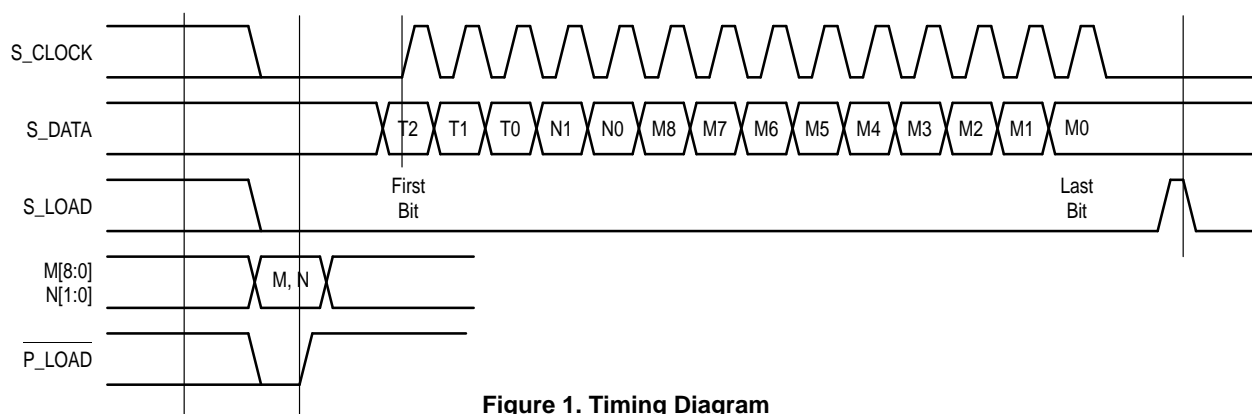 S_CLOCK
S_DATA
T2 T1 T0 N1 N0 M8 M7 M6 M5 M4 M3 M2 M1 M0
First
Bit
Last
Bit
S_LOAD
M[8:0]
N[1:0]
M, N
P_LOAD
Figure 1. Timing Diagram